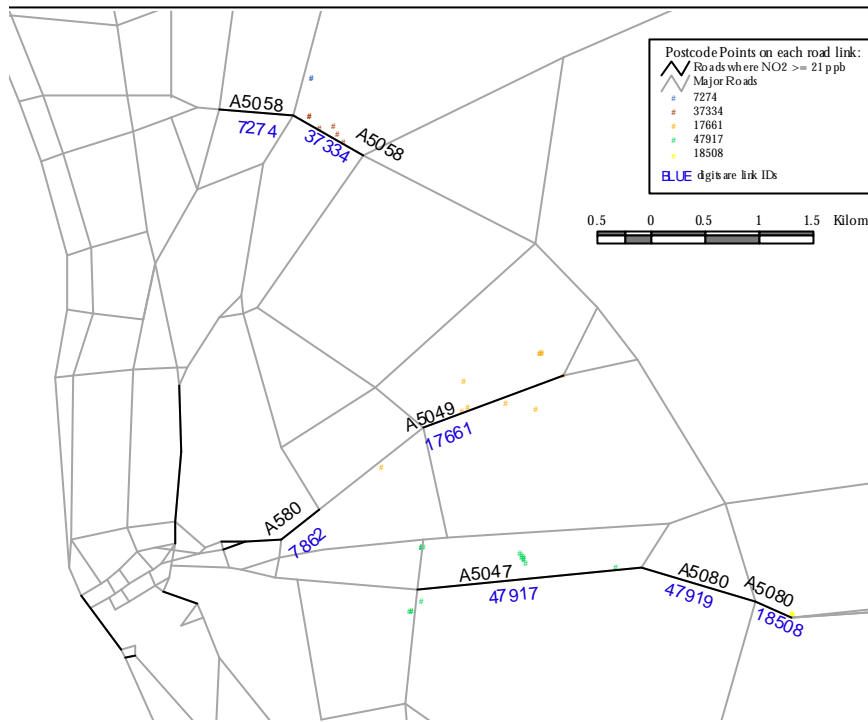 Postcode Points on each road link:
Roads where NO2 >= 21 ppb
Major Roads
# 7274
# 37334
# 17661
# 47917
# 18508
BLUE digits are link IDs
0.5 0 0.5 1 1.5 Kilom
A5058
7274
37334
A5058
A5049
17661
A580
7862
A5047
47917
A5080
47919
A5080
18508